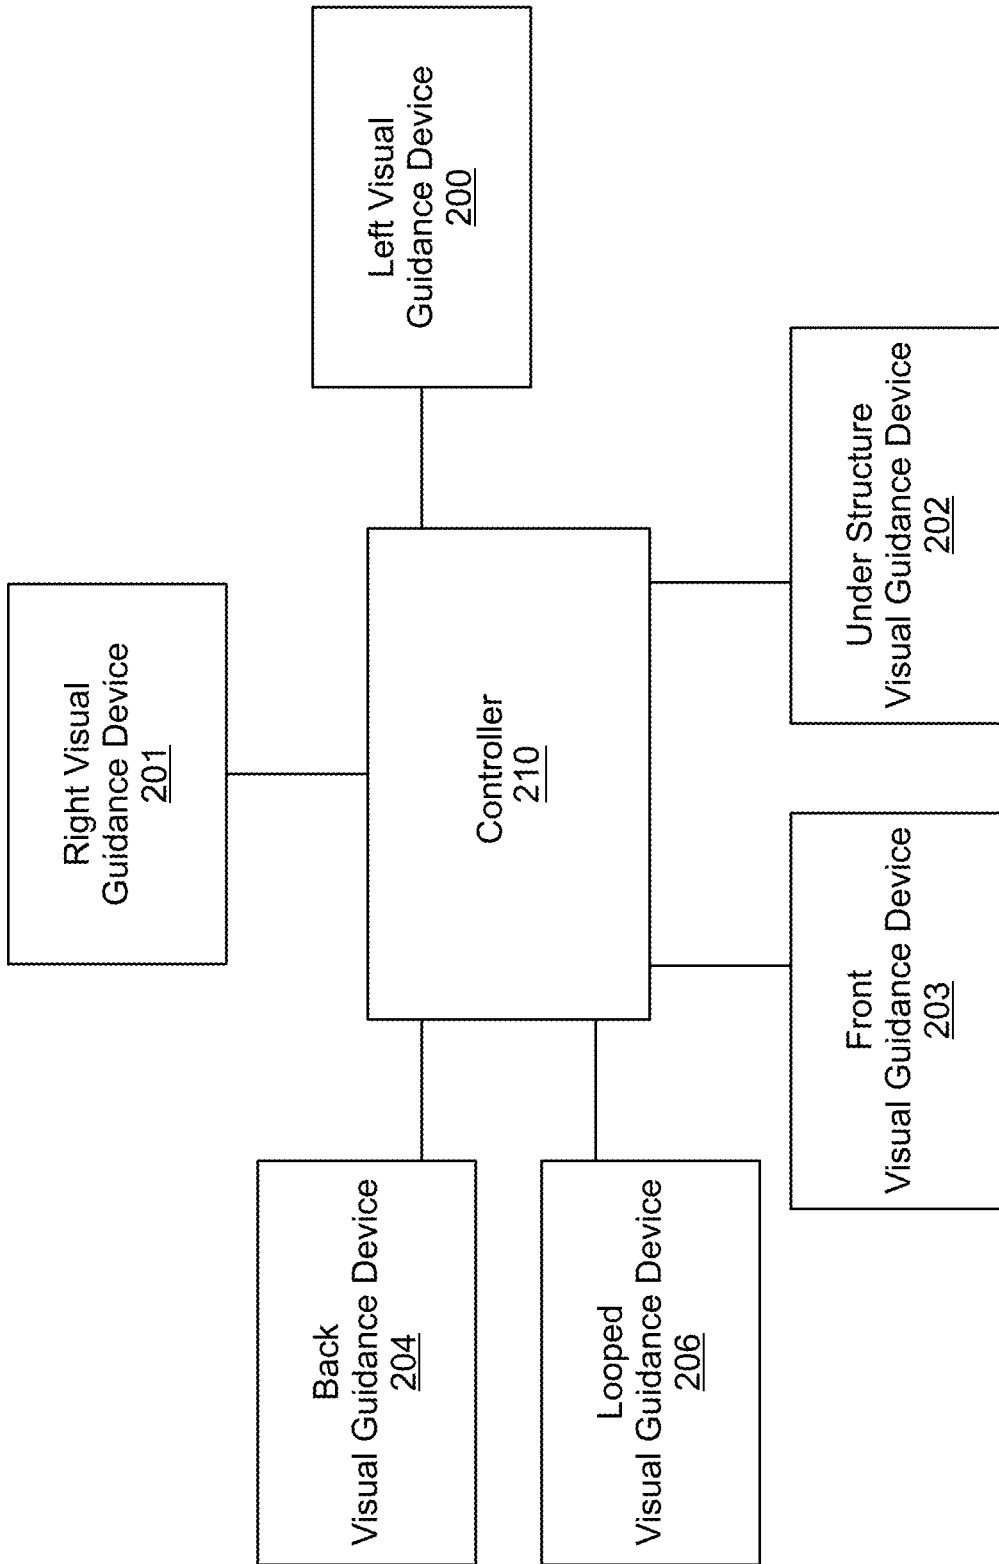 Left Visual
Guidance Device
200
Right Visual
Guidance Device
201
Controller
210
Under Structure
Visual Guidance Device
202
Back
Visual Guidance Device
204
Looped
Visual Guidance Device
206
Front
Visual Guidance Device
203